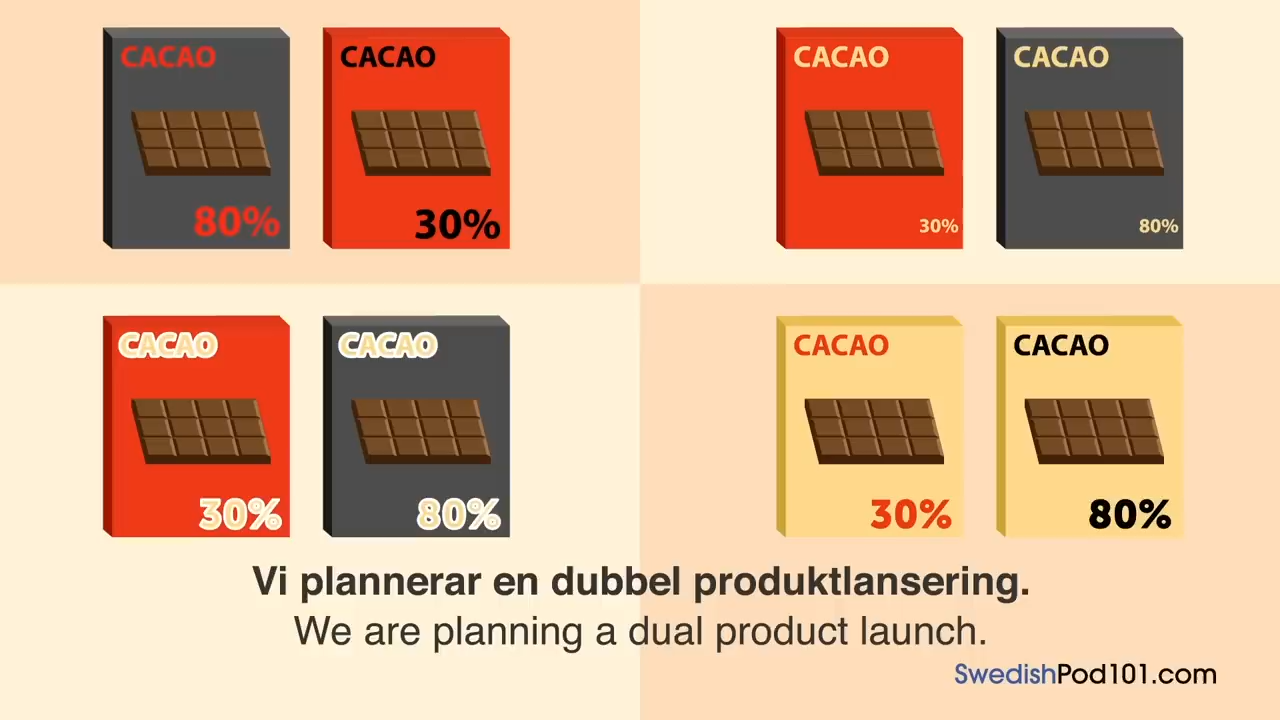 CACAO
80%
CACAO
30%
CACAO
30%
CACAO
80%
CACAO
30%
CACAO
80%
CACAO
30%
CACAO
80%
Vi plannerar en dubbel produktlansering.
We are planning a dual product launch.
SwedishPod101.com